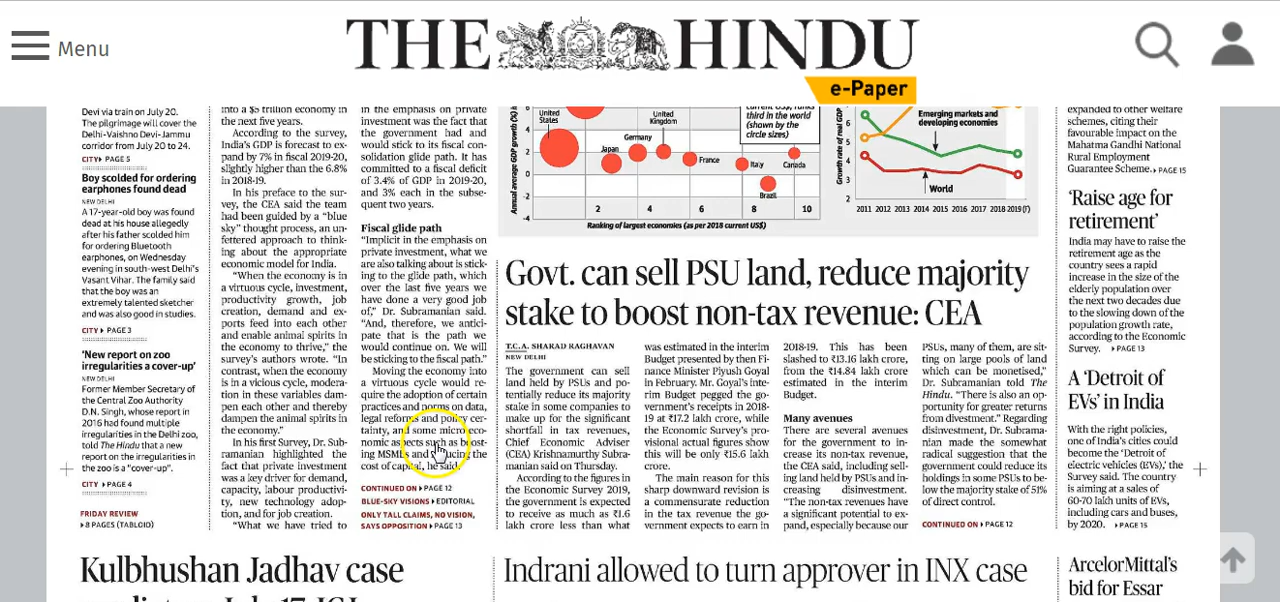 Menu
THE HINDU
e-Paper
Devi via train on July 20.
The pilgrimage will cover the
Delhi-Vaishno Devi-Jammu
corridor from July 20 to 24.
CITY PAGE 5
Boy scolded for ordering
earphones found dead
NEW DELHI
A 17-year-old boy was found
dead at his house allegedly
after his father scolded him
for ordering Bluetooth
earphones, on Wednesday
evening in south-west Delhi's
Vasant Vihar. The family said
that the boy was an
extremely talented sketcher
and was also good in studies.
CITY PAGE 3
'New report on zoo
irregularities a cover-up'
NEW DELHI
Former Member Secretary of
the Central Zoo Authority
D.N. Singh, whose report in
2016 had found multiple
irregularities in the Delhi zoo,
told The Hindu that a new
report on the irregularities in
the zoo is a "cover-up".
CITY PAGE 4
FRIDAY REVIEW
8 PAGES (TABLOID)
into a $5 trillion economy in
the next five years.
According to the survey,
India's GDP is forecast to ex-
pand by 7% in fiscal 2019-20,
slightly higher than the 6.8%
in 2018-19.
In his preface to the sur-
vey, the CEA said the team
had been guided by a "blue
sky" thought process, an un-
fettered approach to think-
ing about the appropriate
economic model for India.
"When the economy is in
a virtuous cycle, investment,
productivity growth, job
creation, demand and ex-
ports feed into each other
and enable animal spirits in
the economy to thrive," the
survey's authors wrote. "In
contrast, when the economy
is in a vicious cycle, modera-
tion in these variables dam-
pen each other and thereby
dampen the animal spirits in
the economy."
In his first Survey, Dr. Sub-
ramanian highlighted the
fact that private investment
was a key driver for demand,
capacity, labour productivi-
ty, new technology adop-
tion, and for job creation.
"What we have tried to
in the emphasis on private
investment was the fact that
the government had and
would stick to its fiscal con-
solidation glide path. It has
committed to a fiscal deficit
of 3.4% of GDP in 2019-20,
and 3% each in the subse-
quent two years.
Fiscal glide path
"Implicit in the emphasis on
private investment, what we
are also talking about is stick-
ing to the glide path, which
over the last five years we
have done a very good job
of," Dr. Subramanian said.
"And, therefore, we antici-
pate that is the path we
would continue on. We will
be sticking to the fiscal path."
Moving the economy into
a virtuous cycle would re-
quire the adoption of certain
practices and norms on data,
legal reforms and policy cer-
tainty, and some micro-eco-
nomic aspects such as boost-
ing MSMEs and reducing the
cost of capital, he said.
CONTINUED ON PAGE 12
BLUE-SKY VISIONS EDITORIAL
ONLY TALL CLAIMS, NO VISION,
SAYS OPPOSITION PAGE 13
Annual average GDP growth (%)
6
4
2
0
-2
-4
United
States
Japan
Germany
United
Kingdom
France
Italy
Brazil
Canada
current US$, ranks
third in the world
(shown by the
circle sizes)
2 4 6 8 10
Ranking of largest economies (as per 2018 current US$)
Growth rate of real GDP
6
5
4
3
2
Emerging markets and
developing economies
World
2011 2012 2013 2014 2015 2016 2017 2018 2019(f)
Govt. can sell PSU land, reduce majority
stake to boost non-tax revenue: CEA
T.C.A. SHARAD RAGHAVAN
NEW DELHI
The government can sell
land held by PSUs and po-
tentially reduce its majority
stake in some companies to
make up for the significant
shortfall in tax revenues,
Chief Economic Adviser
(CEA) Krishnamurthy Subra-
manian said on Thursday.
According to the figures in
the Economic Survey 2019,
the government is expected
to receive as much as ₹1.6
lakh crore less than what
was estimated in the interim
Budget presented by then Fi-
nance Minister Piyush Goyal
in February. Mr. Goyal's inte-
rim Budget pegged the go-
vernment's receipts in 2018-
19 at ₹17.2 lakh crore, while
the Economic Survey's pro-
visional actual figures show
this will be only ₹15.6 lakh
crore.
The main reason for this
sharp downward revision is
a commensurate reduction
in the tax revenue the go-
vernment expects to earn in
2018-19. This has been
slashed to ₹13.16 lakh crore,
from the ₹14.84 lakh crore
estimated in the interim
Budget.
Many avenues
There are several avenues
for the government to in-
crease its non-tax revenue,
the CEA said, including sel-
ling land held by PSUs and in-
creasing disinvestment.
"The non-tax revenues have
a significant potential to ex-
pand, especially because our
PSUs, many of them, are sit-
ting on large pools of land
which can be monetised,"
Dr. Subramanian told The
Hindu. "There is also an op-
portunity for greater returns
from divestment." Regarding
disinvestment, Dr. Subrama-
nian made the somewhat
radical suggestion that the
government could reduce its
holdings in some PSUs to be-
low the majority stake of 51%
of direct control.
CONTINUED ON PAGE 12
expanded to other welfare
schemes, citing their
favourable impact on the
Mahatma Gandhi National
Rural Employment
Guarantee Scheme. PAGE 15
'Raise age for
retirement'
India may have to raise the
retirement age as the
country sees a rapid
increase in the size of the
elderly population over
the next two decades due
to the slowing down of the
population growth rate,
according to the Economic
Survey. PAGE 13
A 'Detroit of
EVs' in India
With the right policies,
one of India's cities could
become the 'Detroit of
electric vehicles (EVs),' the
Survey said. The country
is aiming at a sales of
60-70 lakh units of EVs,
including cars and buses,
by 2020. PAGE 15
Kulbhushan Jadhav case
Indrani allowed to turn approver in INX case
ArcelorMittal's
bid for Essar